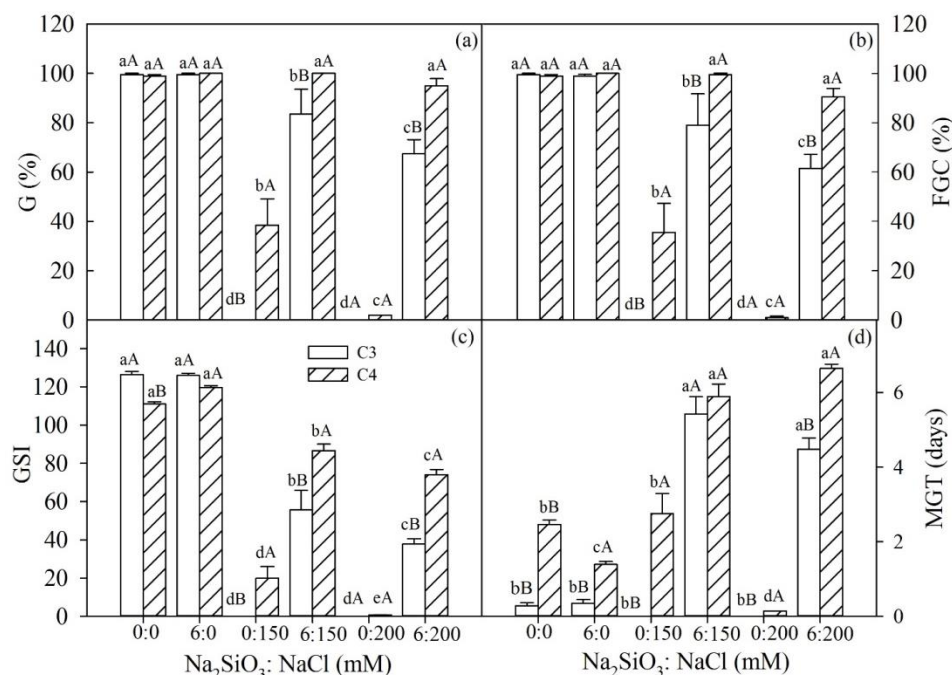 120
100
80
60
40
20
0
G (%)
(a)
aA aA aA aA dB bA bB aA dA cA cB aA
(b)
aA aA aA aA dB bA bB aA dA cA cB aA
120
100
80
60
40
20
0
FGC (%)
140
120
100
80
60
40
20
0
GSI
(c)
aA aB aA aA dB dA bB bA dA eA cB cA
C3
C4
(d)
bB bB bB cA bB bA aA aA bB dA aB aA
6
4
2
0
MGT (days)
0:0 6:0 0:150 6:150 0:200 6:200
0:0 6:0 0:150 6:150 0:200 6:200
Na₂SiO₃: NaCl (mM)
Na₂SiO₃: NaCl (mM)